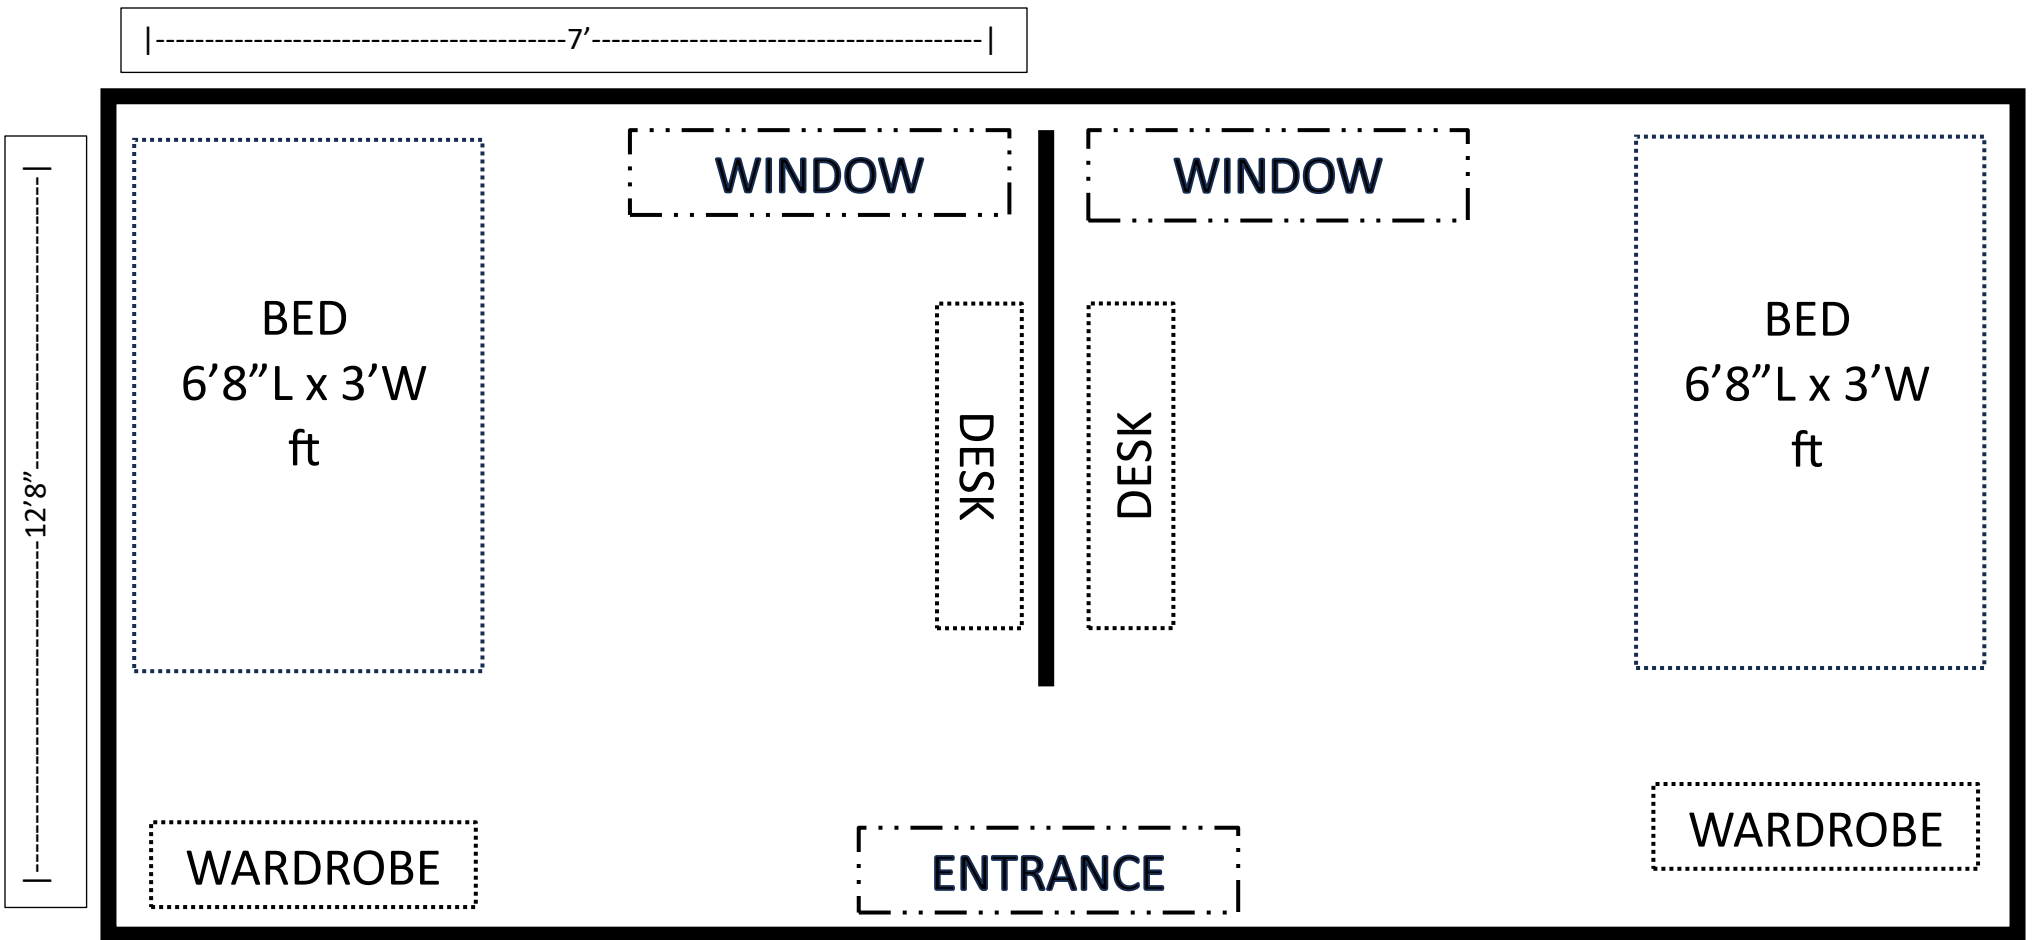 |------------------------------------------7’----------------------------------------|
WINDOW
WINDOW
BED
6’8”L x 3’W
ft
BED
6’8”L x 3’W
ft
DESK
DESK
|------------------------------12’8”----------------------------------|
WARDROBE
WARDROBE
ENTRANCE